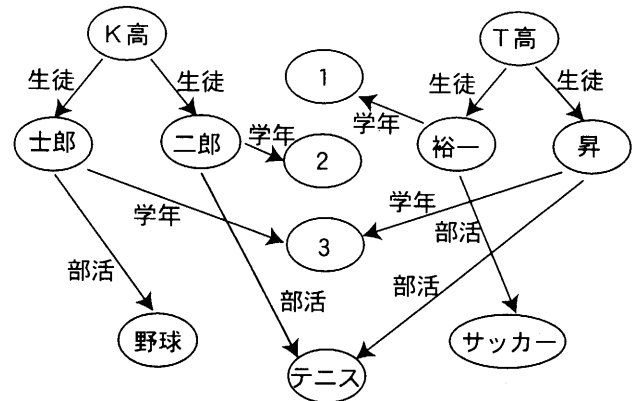 K高
T高
1
生徒
生徒
生徒
生徒
学年
士郎
二郎
学年
2
裕一
昇
学年
3
学年
部活
部活
部活
部活
野球
テニス
サッカー